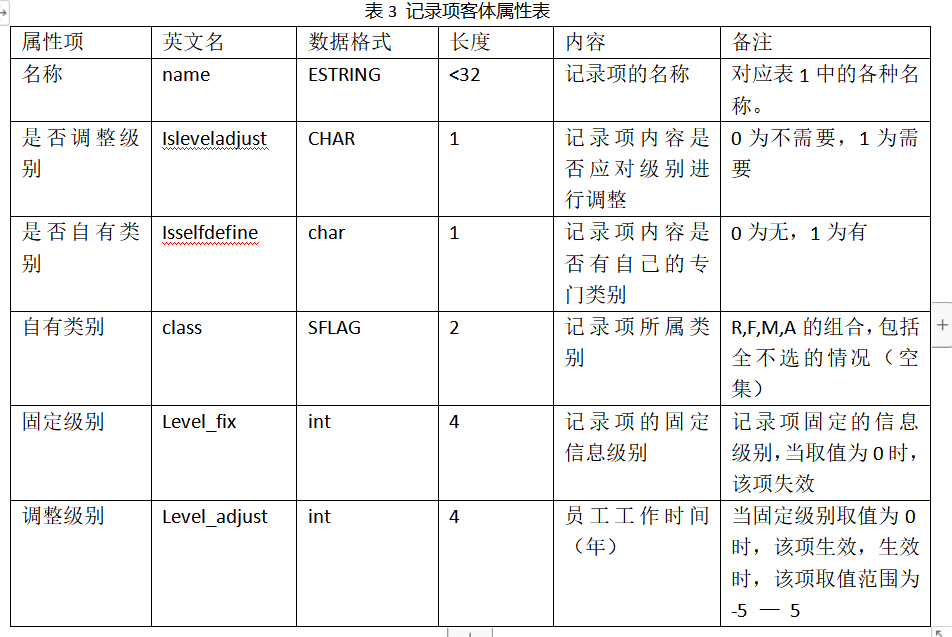 表 3 记录项客体属性表
属性项 英文名 数据格式 长度 内容 备注
名称 name ESTRING <32 记录项的名称 对应表 1 中的各种名
称。
是否调整级 Isleveladjust CHAR 1 记录项内容是 0 为不需要，1 为需
别 否应对级别进 要
行调整
是否自有类 Isselfdefine char 1 记录项内容是 0 为无，1 为有
别 否有自己的专
门类别
自有类别 class SFLAG 2 记录项所属类 R,F,M,A 的组合，包括
别 全不选的情况（空
集）
固定级别 Level_fix int 4 记录项的固定 记录项固定的信息
信息级别 级别，当取值为 0 时，
该项失效
调整级别 Level_adjust int 4 员工工作时间 当固定级别取值为 0
（年） 时，该项生效，生效
时，该项取值范围为
-5 — 5